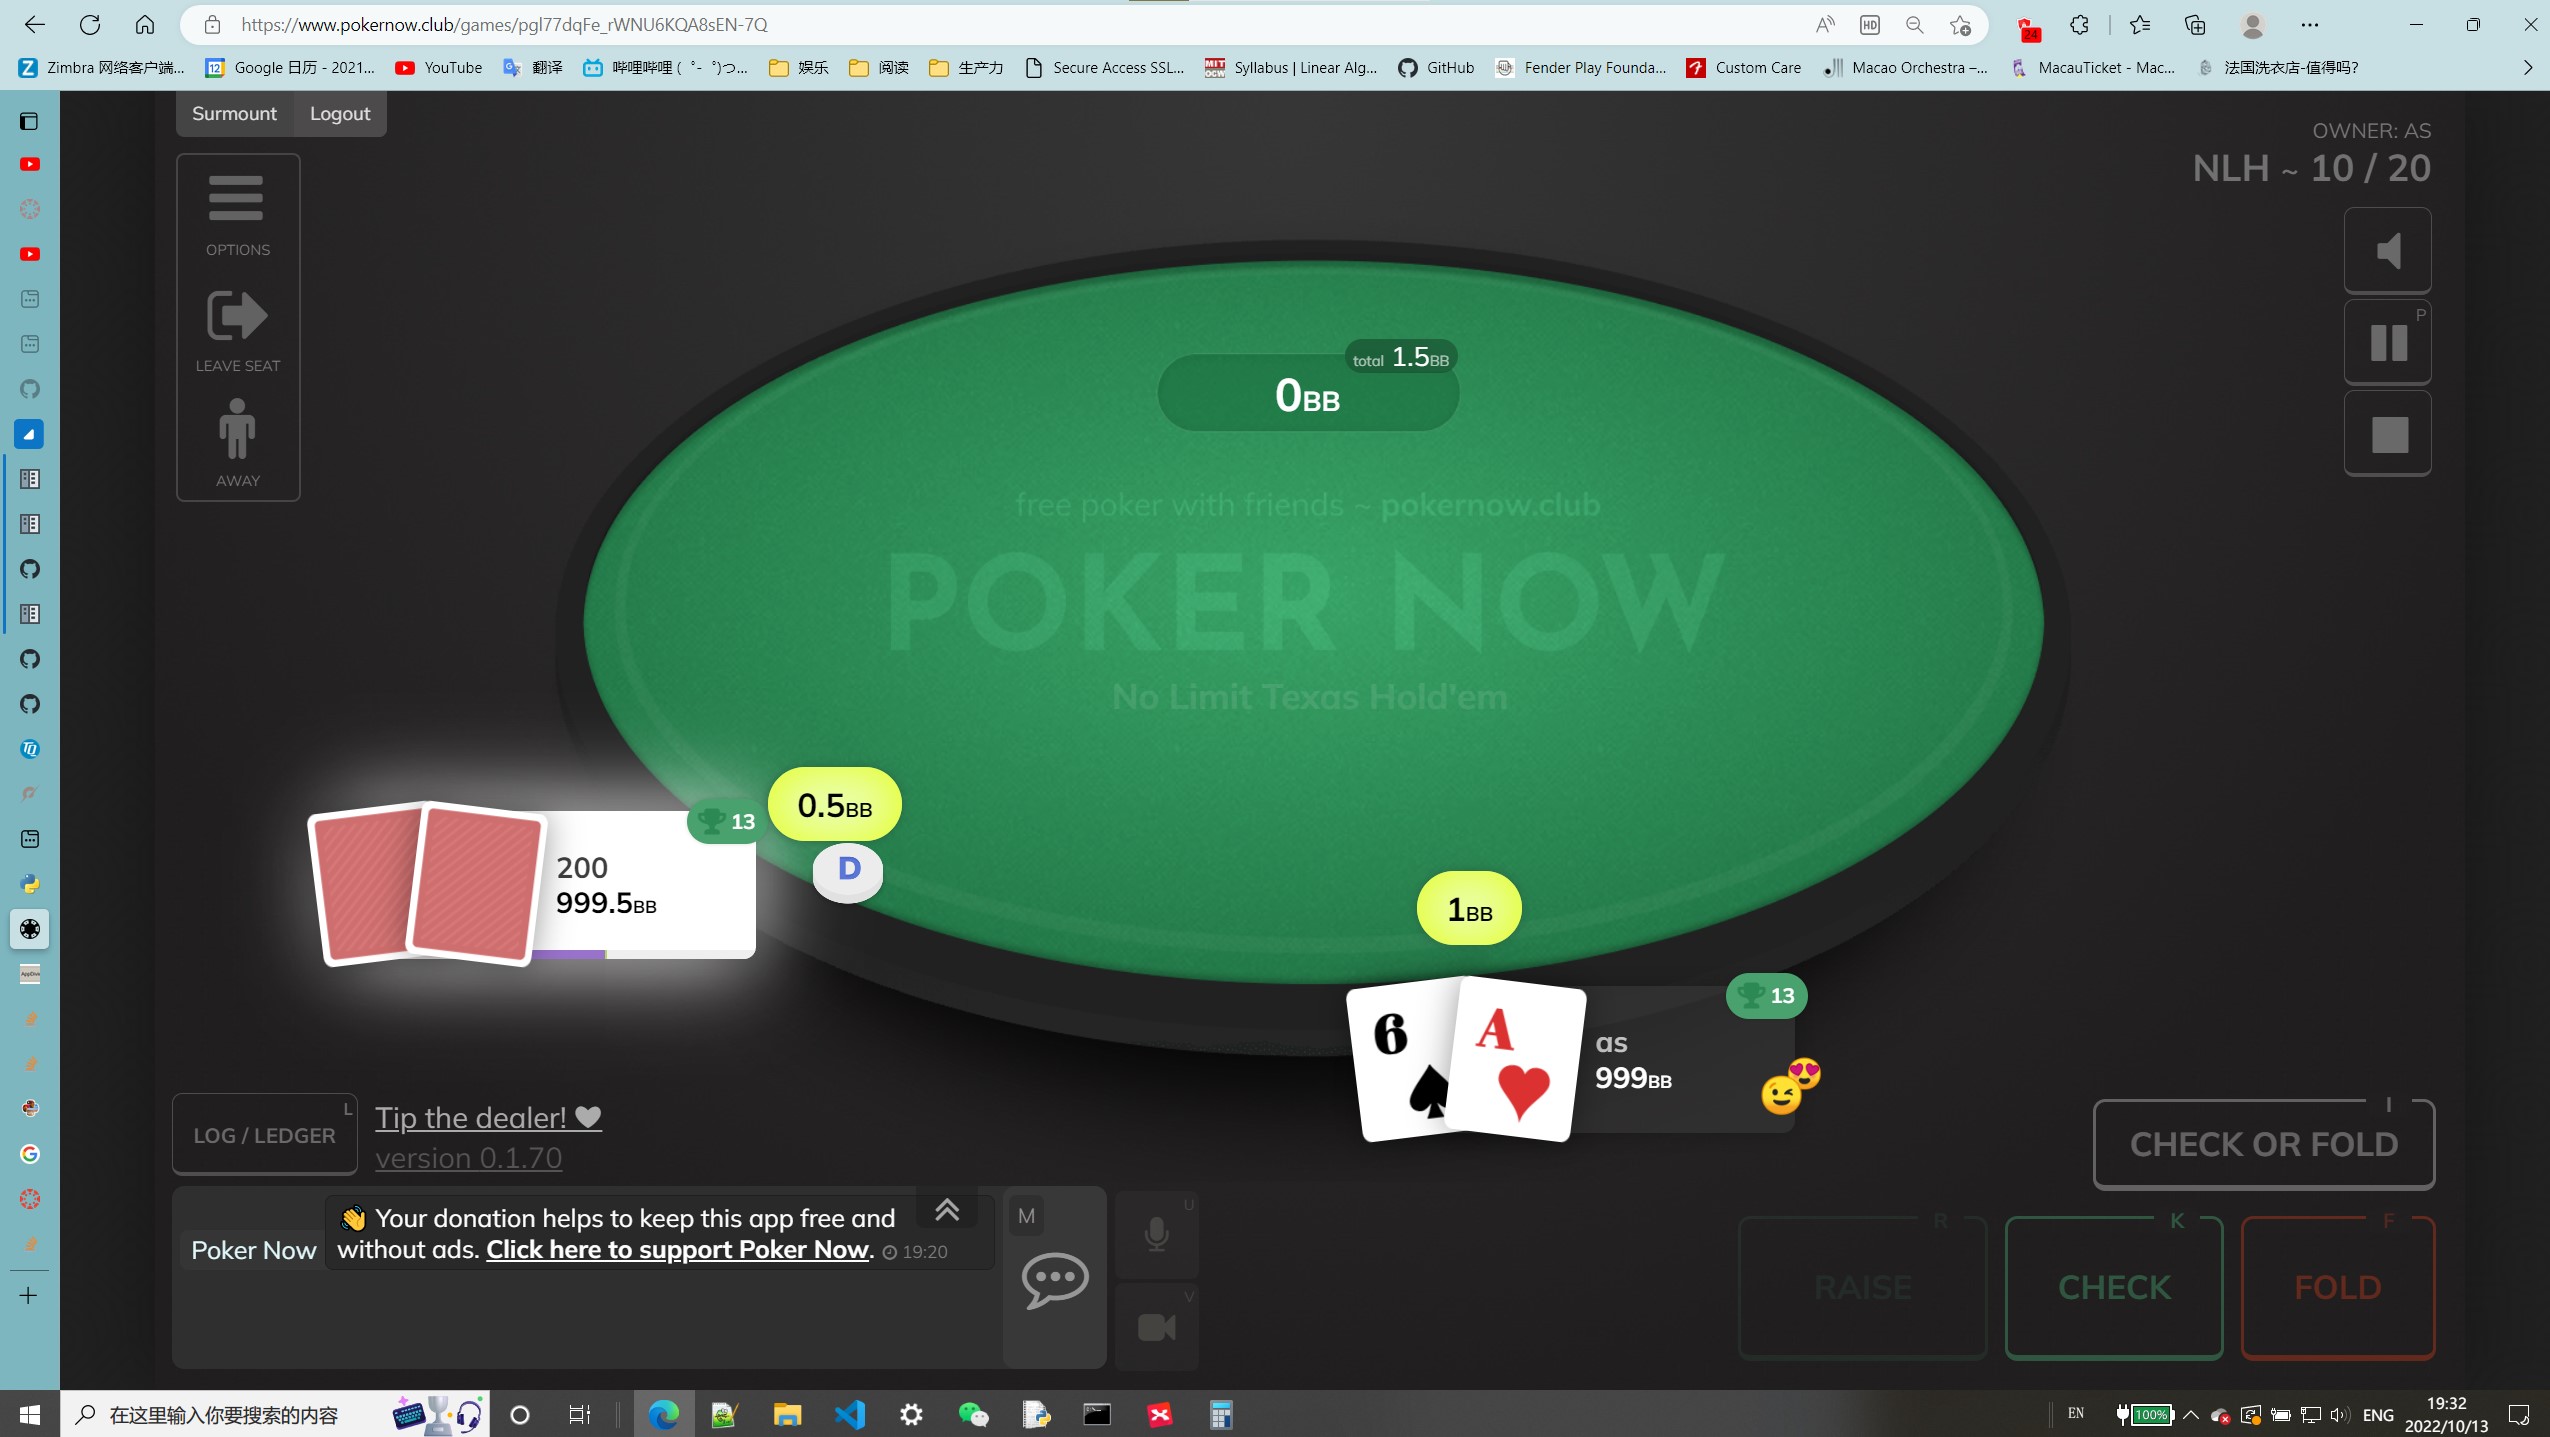 https://www.pokernow.club/games/pgl77dqFe_rWNU6KQA8sEN-7Q
24
Zimbra 网络客户端...
Google 日历 - 2021...
YouTube
翻译
哔哩哔哩 ( ゜- ゜)つ...
娱乐
阅读
生产力
Secure Access SSL...
Syllabus | Linear Alg...
GitHub
Fender Play Founda...
Custom Care
Macao Orchestra –...
MacauTicket - Mac...
法国洗衣店-值得吗?
Surmount
Logout
OWNER: AS
NLH ~ 10 / 20
OPTIONS
LEAVE SEAT
AWAY
P
total 1.5BB
0BB
free poker with friends ~ pokernow.club
POKER NOW
No Limit Texas Hold'em
0.5BB
13
200
999.5BB
D
1BB
13
6
A
as
999BB
LOG / LEDGER
L
Tip the dealer!
version 0.1.70
CHECK OR FOLD
I
Poker Now
👋 Your donation helps to keep this app free and
without ads. Click here to support Poker Now. 19:20
M
U
V
R
RAISE
K
CHECK
F
FOLD
在这里输入你要搜索的内容
EN
100%
ENG
19:32
2022/10/13